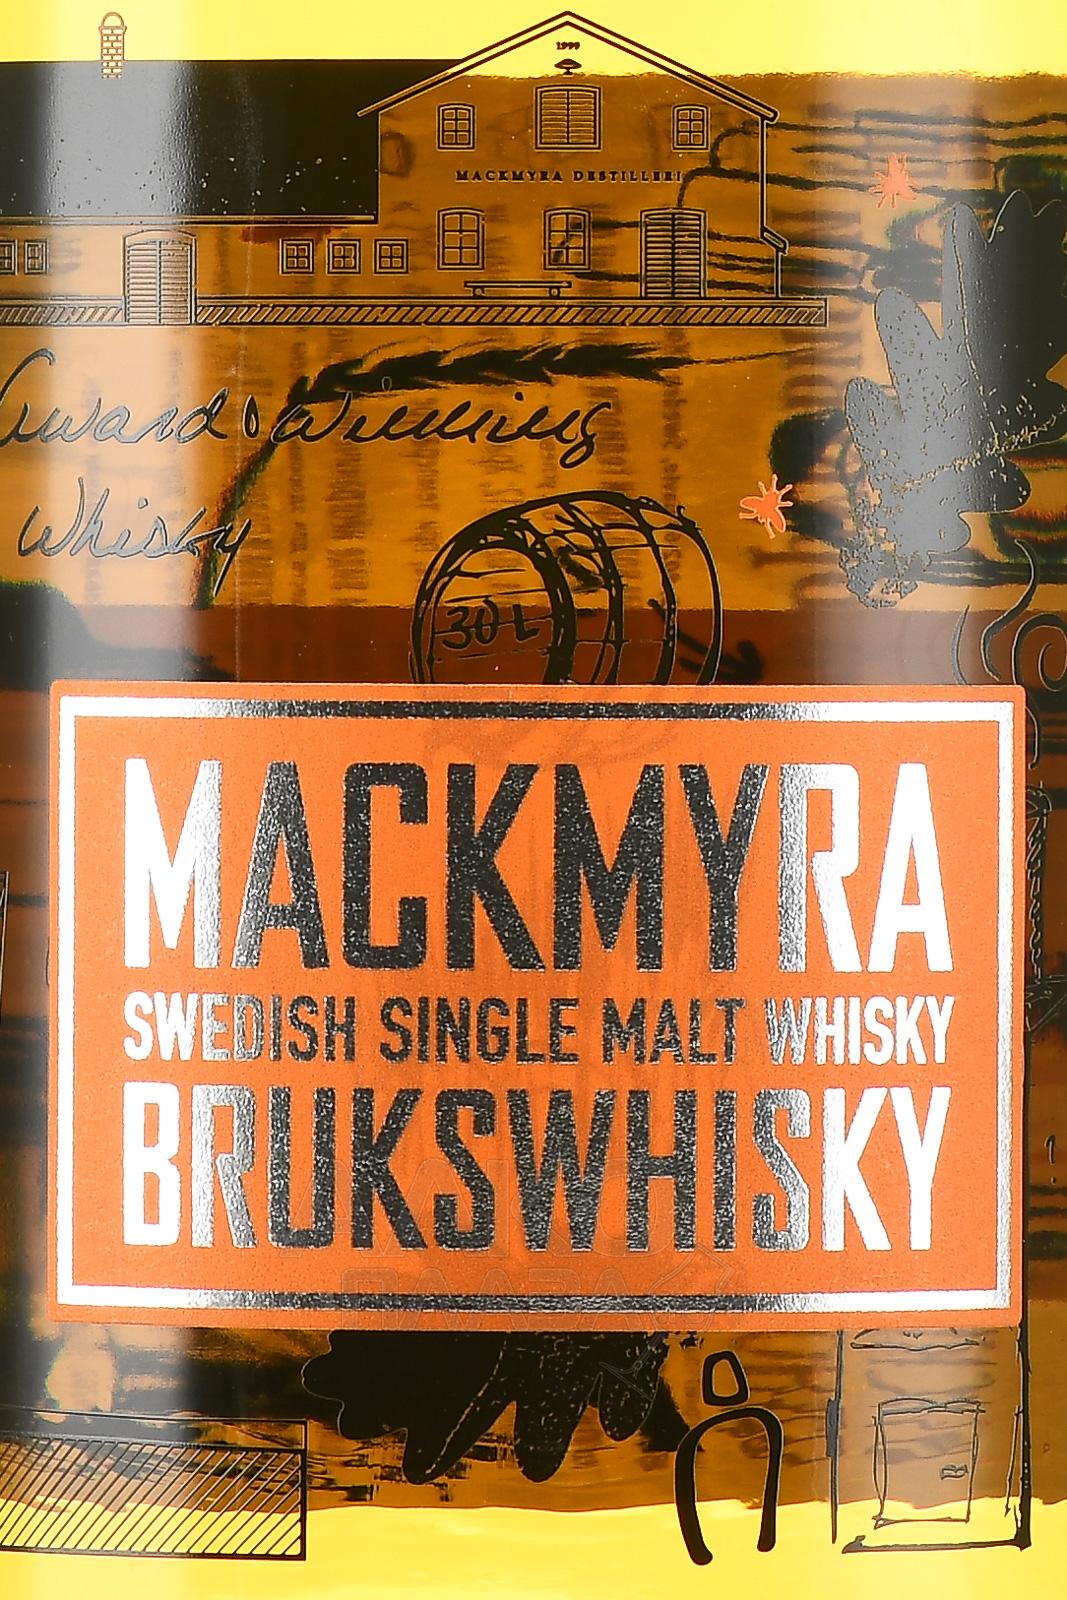 1999
MACKMYRA DESTILLERI
Award Winning
Whisky
30 L
MACKMYRA
SWEDISH SINGLE MALT WHISKY
BRUKSWHISKY